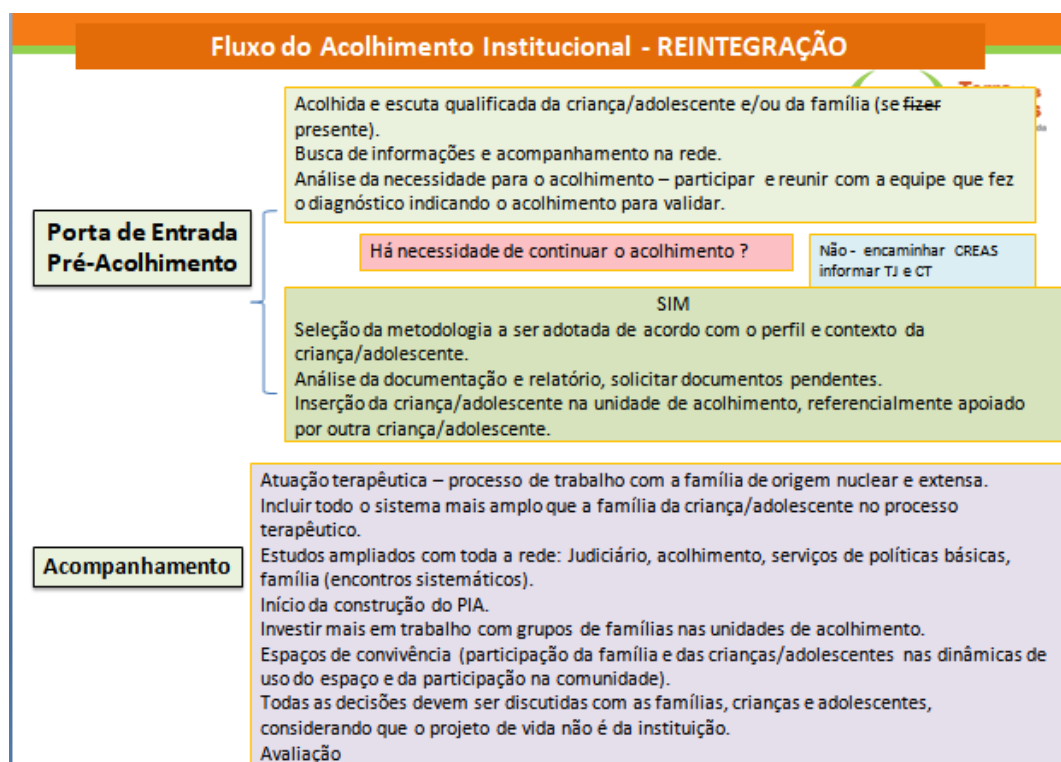 Fluxo do Acolhimento Institucional - REINTEGRAÇÃO
Acolhida e escuta qualificada da criança/adolescente e/ou da família (se fizer
presente).
Busca de informações e acompanhamento na rede.
Análise da necessidade para o acolhimento – participar e reunir com a equipe que fez
o diagnóstico indicando o acolhimento para validar.
Porta de Entrada
Pré-Acolhimento
Há necessidade de continuar o acolhimento ?
Não - encaminhar CREAS
informar TJ e CT
SIM
Seleção da metodologia a ser adotada de acordo com o perfil e contexto da
criança/adolescente.
Análise da documentação e relatório, solicitar documentos pendentes.
Inserção da criança/adolescente na unidade de acolhimento, referencialmente apoiado
por outra criança/adolescente.
Acompanhamento
Atuação terapêutica – processo de trabalho com a família de origem nuclear e extensa.
Incluir todo o sistema mais amplo que a família da criança/adolescente no processo
terapêutico.
Estudos ampliados com toda a rede: Judiciário, acolhimento, serviços de políticas básicas,
família (encontros sistemáticos).
Início da construção do PIA.
Investir mais em trabalho com grupos de famílias nas unidades de acolhimento.
Espaços de convivência (participação da família e das crianças/adolescentes nas dinâmicas de
uso do espaço e da participação na comunidade).
Todas as decisões devem ser discutidas com as famílias, crianças e adolescentes,
considerando que o projeto de vida não é da instituição.
Avaliação